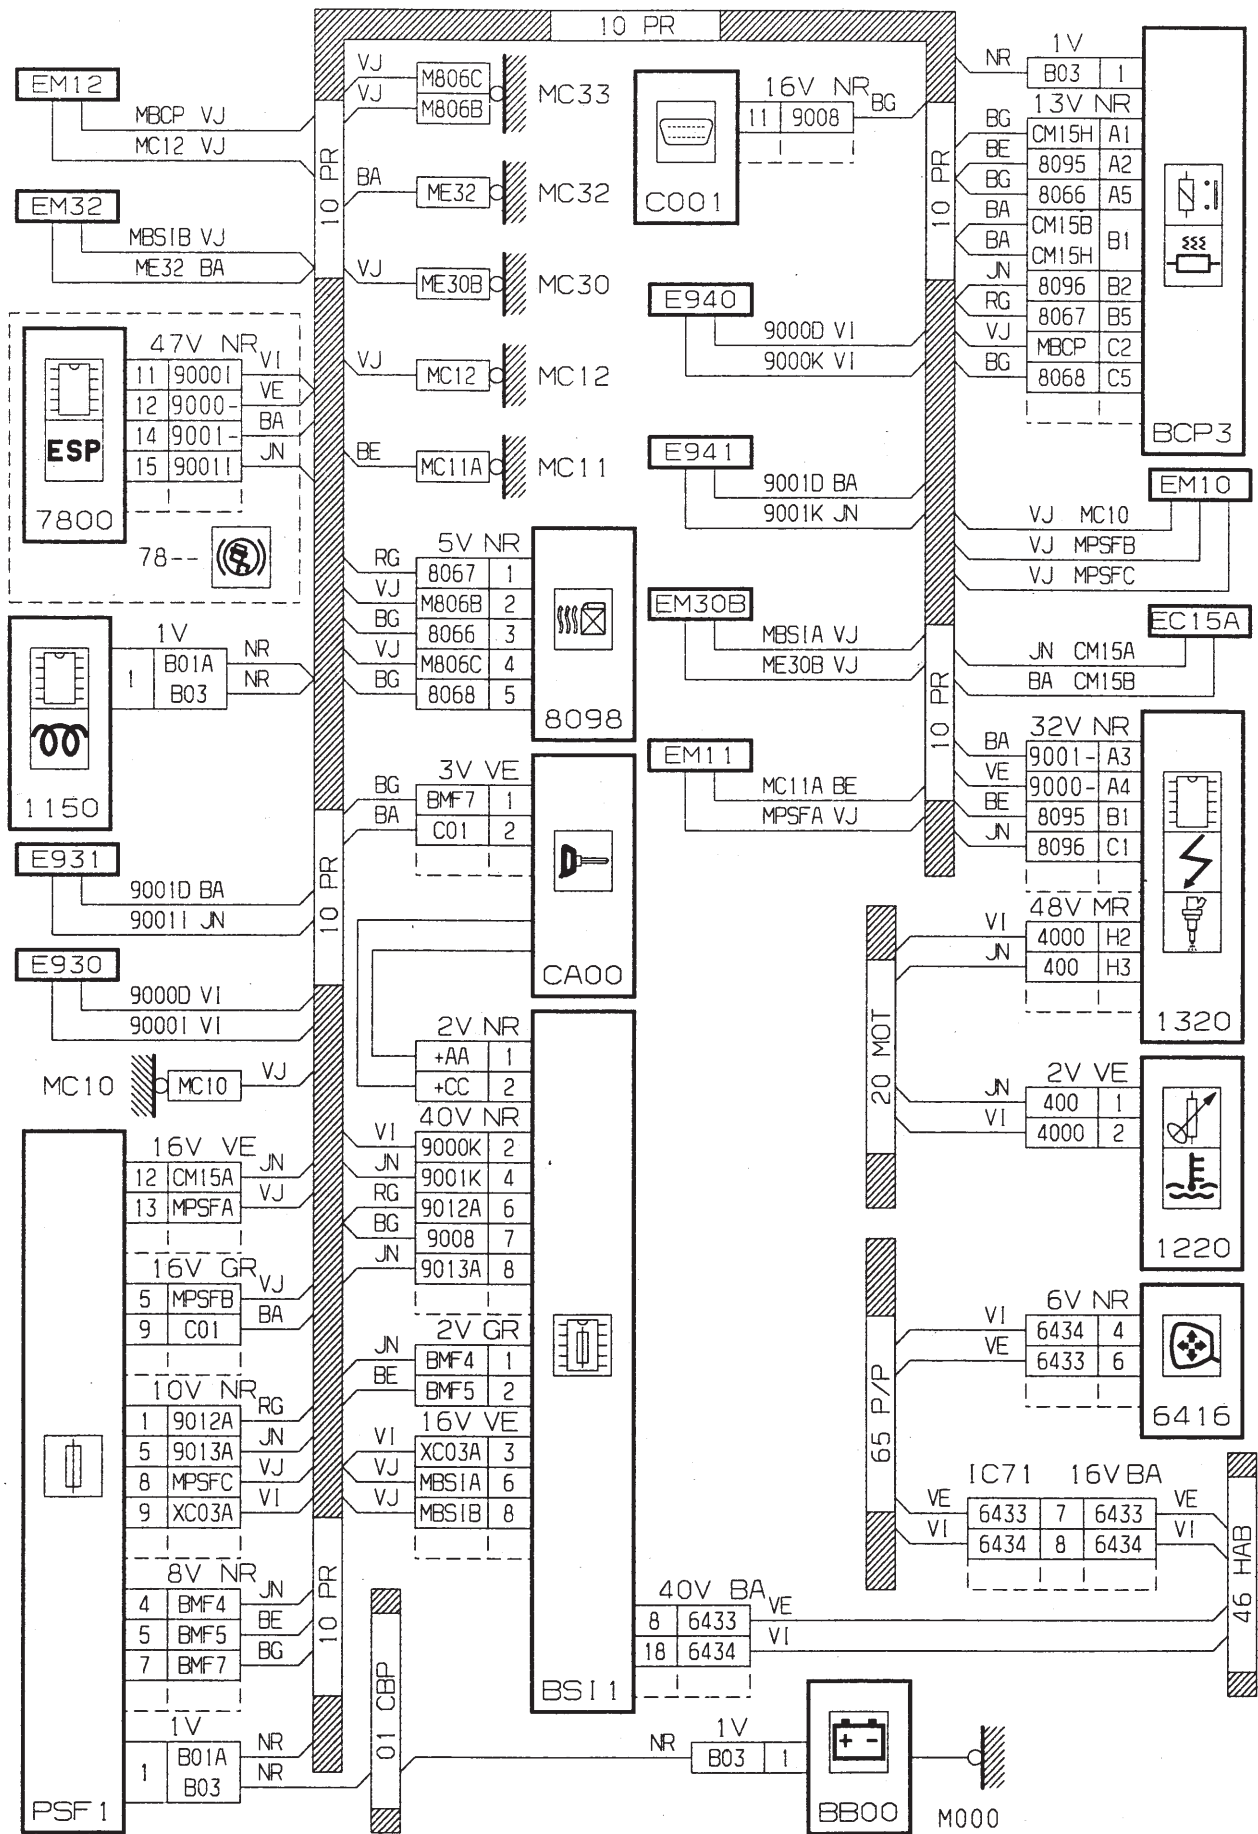 10 PR
EM12
MBCP VJ
MC12 VJ
EM32
MBSIB VJ
ME32 BA
10 PR
VJ M806C
VJ M806B
MC33
BA ME32 MC32
VJ ME30B MC30
VJ MC12 MC12
BE MC11A MC11
47V NR
11 9000I VI
12 9000- VE
14 9001- BA
15 9001I JN
ESP
7800
78--
1V
1 B01A NR
B03 NR
1150
E931
9001D BA
9001I JN
E930
9000D VI
9000I VI
10 PR
MC10 MC10 VJ
16V VE
12 CM15A JN
13 MPSFA VJ
16V GR
5 MPSFB VJ
9 C01 BA
10V NR
1 9012A RG
5 9013A JN
8 MPSFC VJ
9 XC03A VI
8V NR
4 BMF4 JN
5 BMF5 BE
7 BMF7 BG
1V
1 B01A NR
B03 NR
PSF1
10 PR
01 CBP
5V NR
RG 8067 1
VJ M806B 2
BG 8066 3
VJ M806C 4
BG 8068 5
8098
3V VE
BG BMF7 1
BA C01 2
CA00
2V NR
+AA 1
+CC 2
40V NR
VI 9000K 2
JN 9001K 4
RG 9012A 6
BG 9008 7
JN 9013A 8
2V GR
JN BMF4 1
BE BMF5 2
16V VE
VI XC03A 3
VJ MBSIA 6
VJ MBSIB 8
BSI1
40V BA
8 6433 VE
18 6434 VI
16V NR
11 9008 BG
C001
10 PR
E940
9000D VI
9000K VI
E941
9001D BA
9001K JN
EM30B
MBSIA VJ
ME30B VJ
EM11
MC11A BE
MPSFA VJ
10 PR
1V
NR B03 1
13V NR
BG CM15H A1
BE 8095 A2
BG 8066 A5
BA CM15B B1
BA CM15H
JN 8096 B2
RG 8067 B5
VJ MBCP C2
BG 8068 C5
BCP3
EM10
VJ MC10
VJ MPSFB
VJ MPSFC
EC15A
JN CM15A
BA CM15B
32V NR
BA 9001- A3
VE 9000- A4
BE 8095 B1
JN 8096 C1
48V MR
VI 4000 H2
JN 400 H3
1320
20 MOT
2V VE
JN 400 1
VI 4000 2
1220
6V NR
VI 6434 4
VE 6433 6
6416
65 P/P
IC71 16V BA
VE 6433 7 6433 VE
VI 6434 8 6434 VI
46 HAB
1V
NR B03 1
+ -
BB00
M000